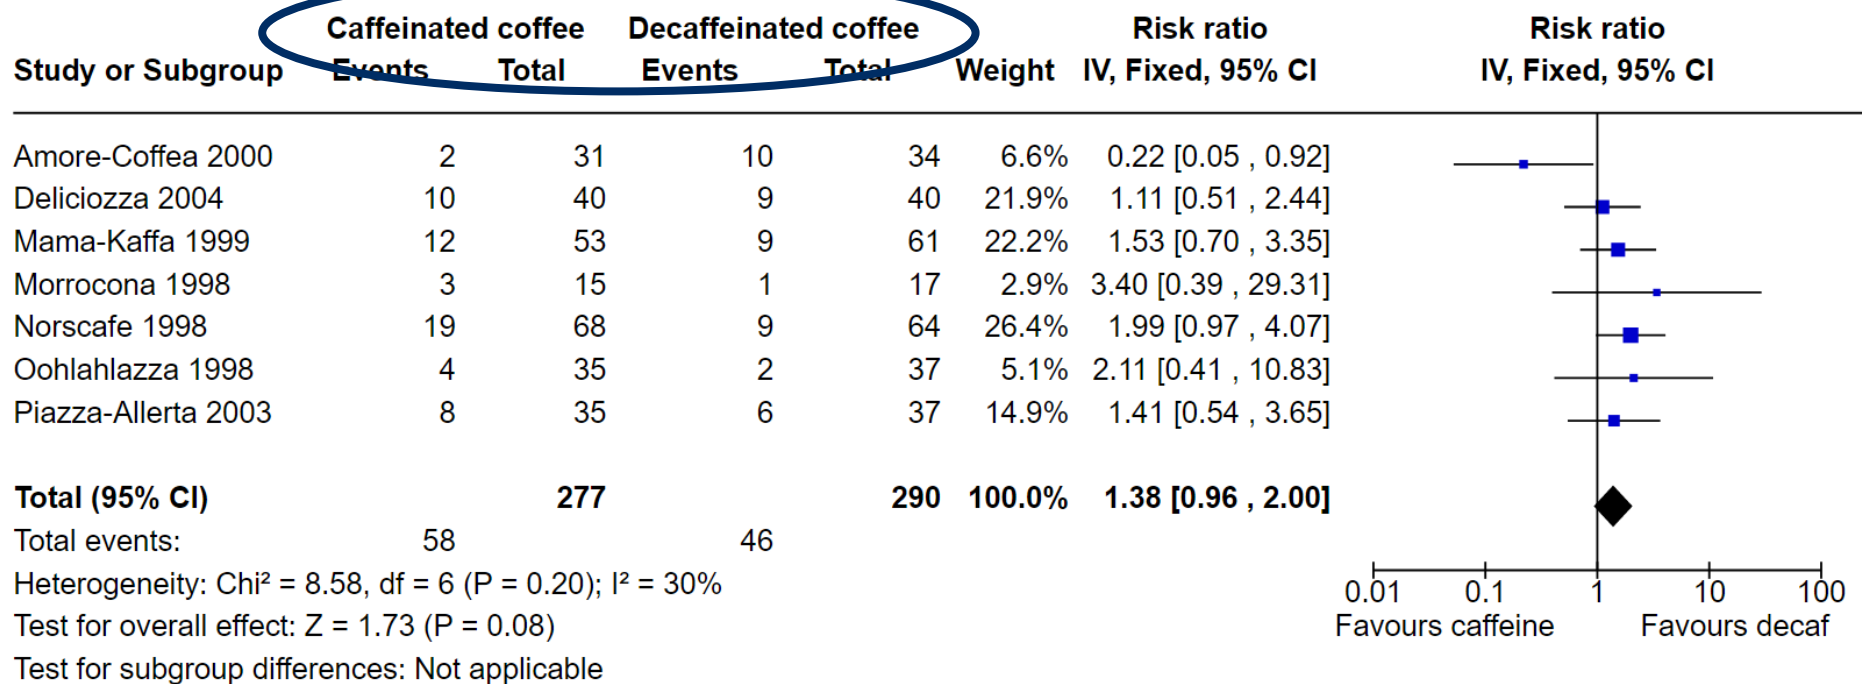 Caffeinated coffee Decaffeinated coffee Risk ratio Risk ratio
Study or Subgroup Events Total Events Total Weight IV, Fixed, 95% CI IV, Fixed, 95% CI
Amore-Coffea 2000 2 31 10 34 6.6% 0.22 [0.05 , 0.92]
Deliciozza 2004 10 40 9 40 21.9% 1.11 [0.51 , 2.44]
Mama-Kaffa 1999 12 53 9 61 22.2% 1.53 [0.70 , 3.35]
Morrocona 1998 3 15 1 17 2.9% 3.40 [0.39 , 29.31]
Norscafe 1998 19 68 9 64 26.4% 1.99 [0.97 , 4.07]
Oohlahlazza 1998 4 35 2 37 5.1% 2.11 [0.41 , 10.83]
Piazza-Allerta 2003 8 35 6 37 14.9% 1.41 [0.54 , 3.65]
Total (95% CI) 277 290 100.0% 1.38 [0.96 , 2.00]
Total events: 58 46
Heterogeneity: Chi² = 8.58, df = 6 (P = 0.20); I² = 30%
Test for overall effect: Z = 1.73 (P = 0.08)
Test for subgroup differences: Not applicable
0.01 0.1 1 10 100
Favours caffeine Favours decaf